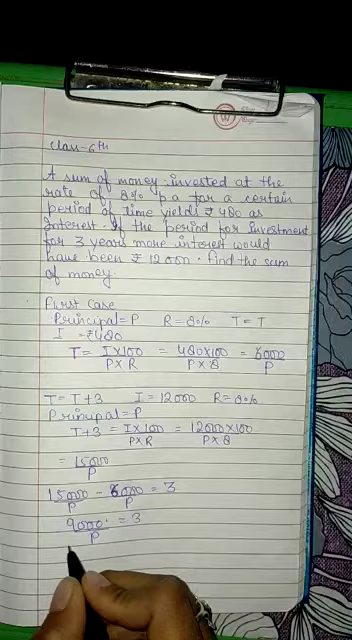 Class-6th
A sum of money invested at the
rate of 8% p.a for a certain
period of time yields ₹ 480 as
Interest. If the period for investment
for 3 years more interest would
have been ₹ 12000. Find the sum
of money.
First Case
Principal = P R = 8% T = T
I = ₹480
T = I×100 / P×R = 480×100 / P×8 = 6000 / P
T = T+3 I = 12000 R = 8%
Principal = P
T+3 = I×100 / P×R = 12000×100 / P×8
= 15000 / P
15000 / P - 6000 / P = 3
9000 / P = 3